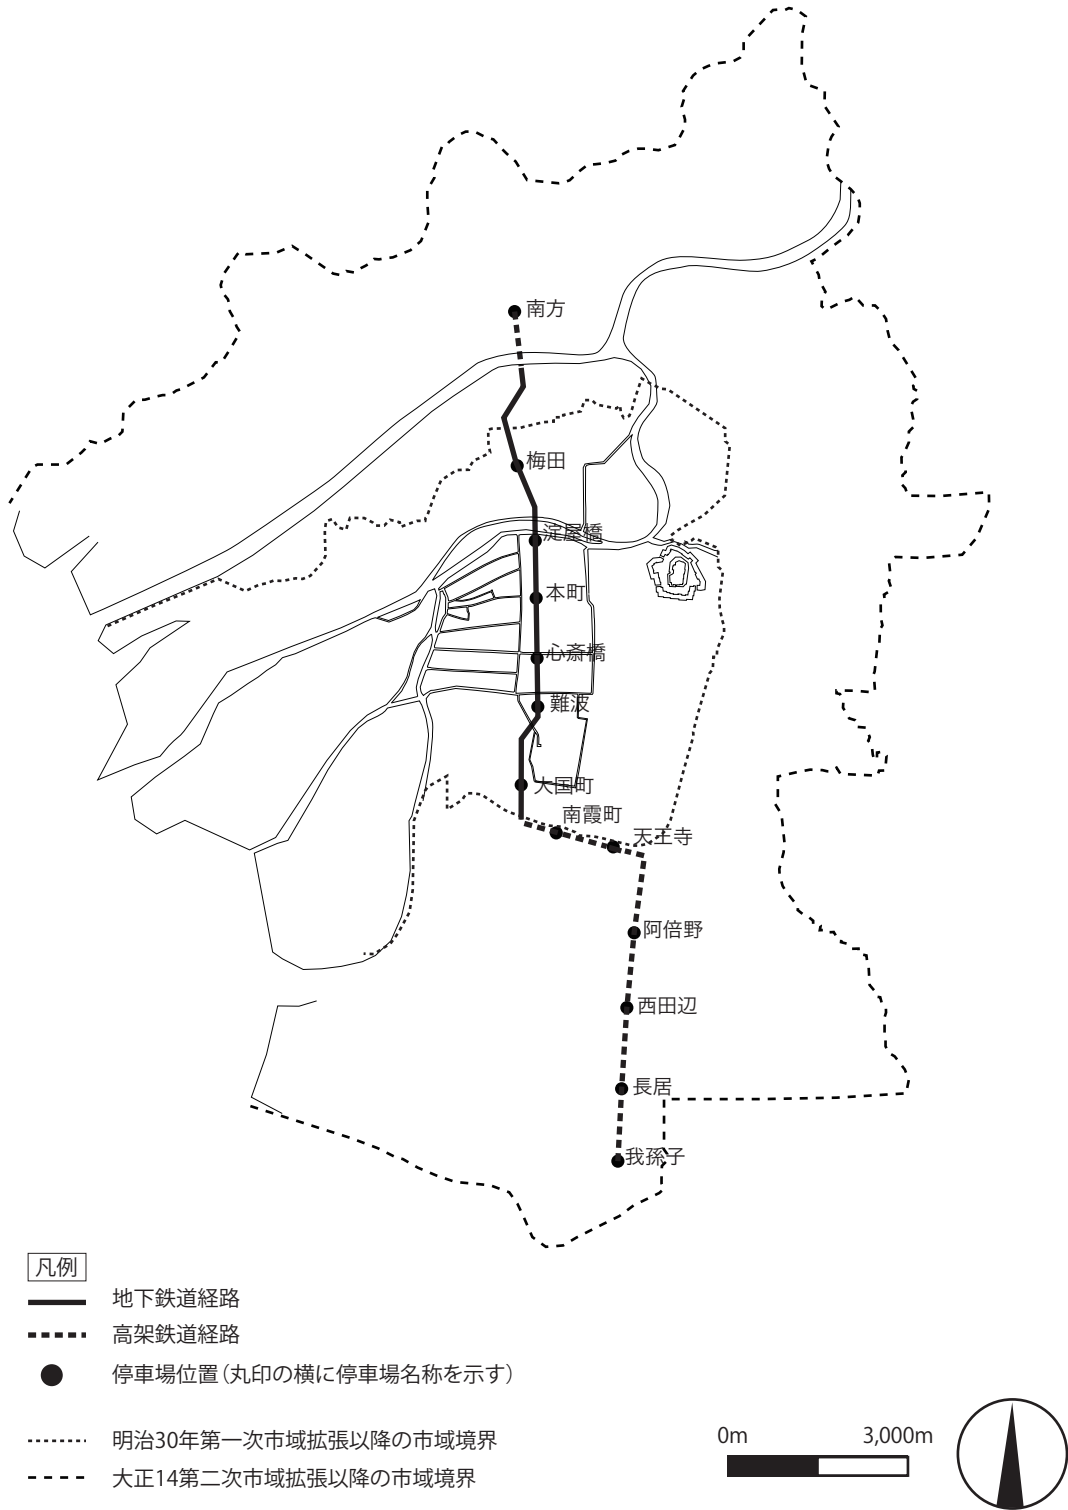 南方
梅田
淀屋橋
本町
心斎橋
難波
大国町
南霞町
天王寺
阿倍野
西田辺
長居
我孫子
凡例
地下鉄道経路
高架鉄道経路
停車場位置（丸印の横に停車場名称を示す）
明治30年第一次市域拡張以降の市域境界
大正14第二次市域拡張以降の市域境界
0m 3,000m